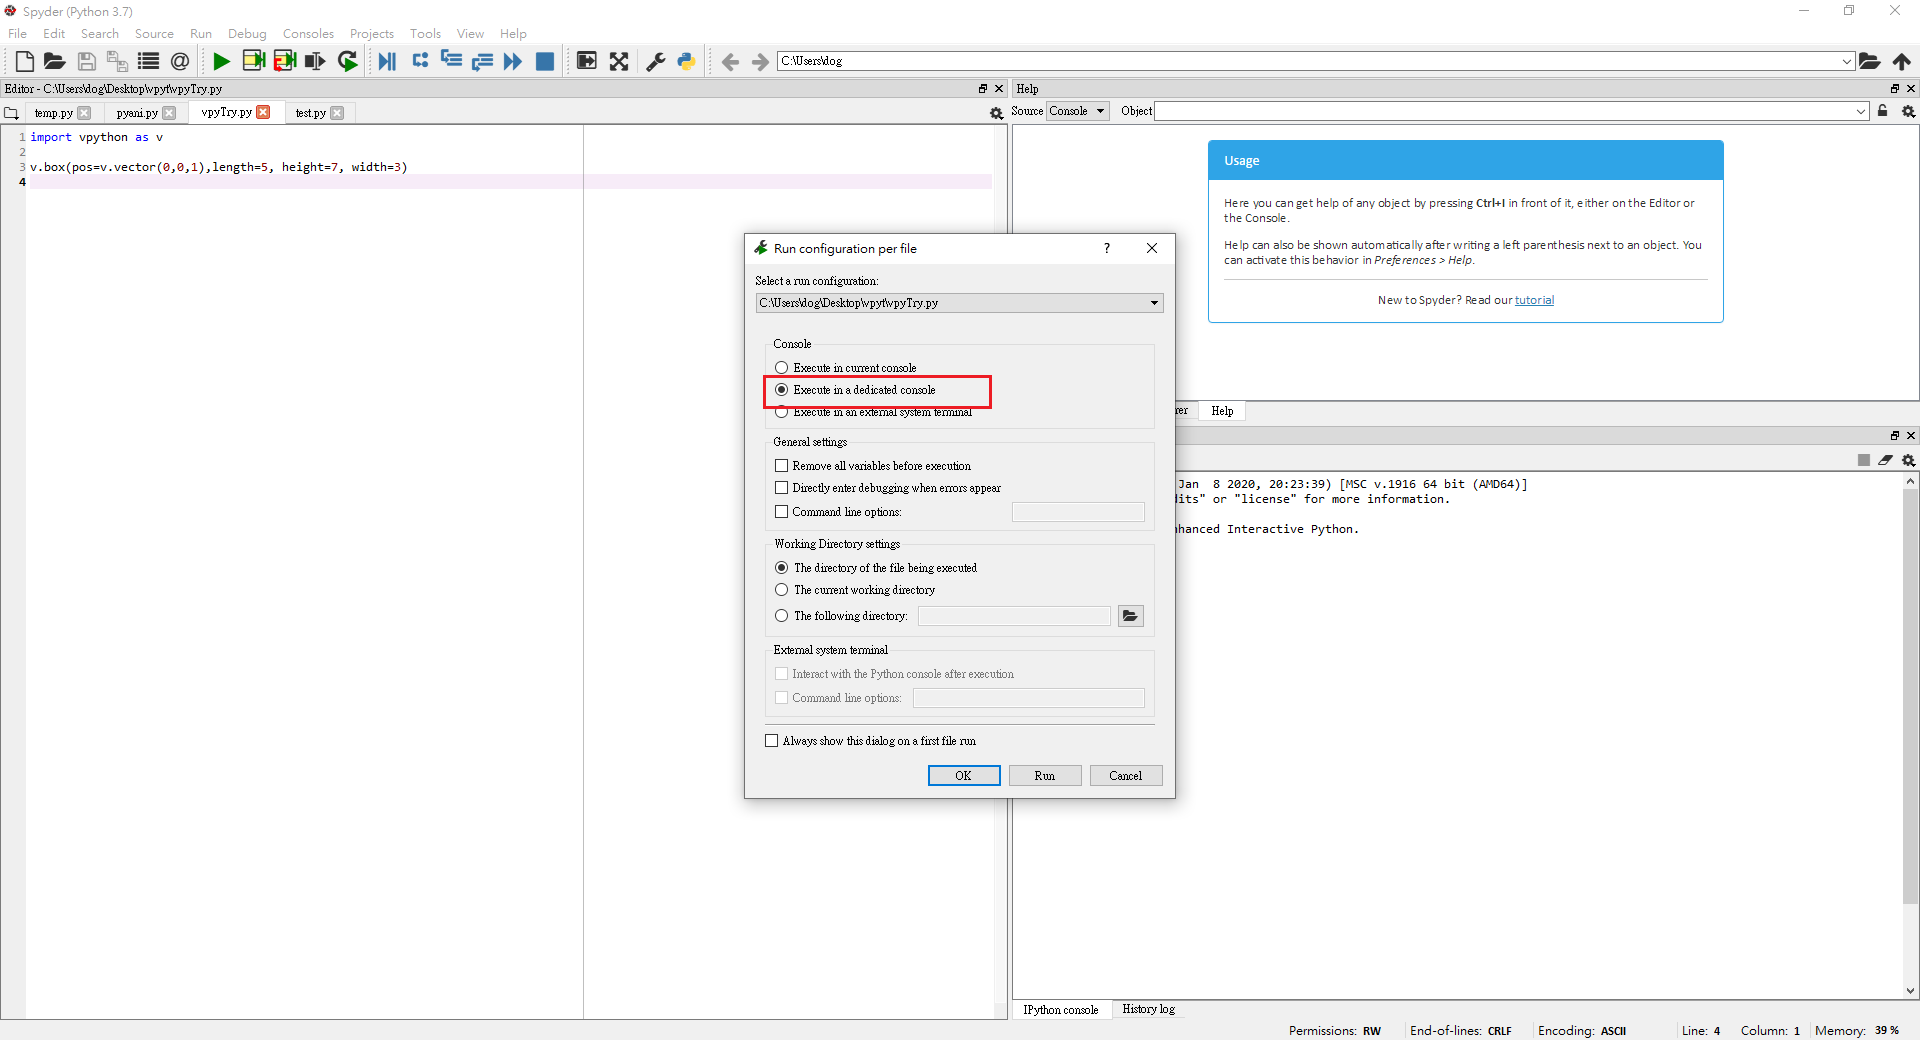 Spyder (Python 3.7)
File Edit Search Source Run Debug Consoles Projects Tools View Help
C:\Users\dog
Editor - C:\Users\dog\Desktop\vpyt\vpyTry.py
temp.py pyani.py vpyTry.py test.py
1 import vpython as v
2
3 v.box(pos=v.vector(0,0,1),length=5, height=7, width=3)
4
Run configuration per file ?
Select a run configuration:
C:\Users\dog\Desktop\vpyt\vpyTry.py
Console
Execute in current console
Execute in a dedicated console
Execute in an external system terminal
General settings
Remove all variables before execution
Directly enter debugging when errors appear
Command line options:
Working Directory settings
The directory of the file being executed
The current working directory
The following directory:
External system terminal
Interact with the Python console after execution
Command line options:
Always show this dialog on a first file run
OK Run Cancel
Help
Source Console Object
Usage
Here you can get help of any object by pressing Ctrl+I in front of it, either on the Editor or
the Console.
Help can also be shown automatically after writing a left parenthesis next to an object. You
can activate this behavior in Preferences > Help.
New to Spyder? Read our tutorial
rer Help
Jan 8 2020, 20:23:39) [MSC v.1916 64 bit (AMD64)]
dits" or "license" for more information.
hanced Interactive Python.
IPython console History log
Permissions: RW End-of-lines: CRLF Encoding: ASCII Line: 4 Column: 1 Memory: 39 %